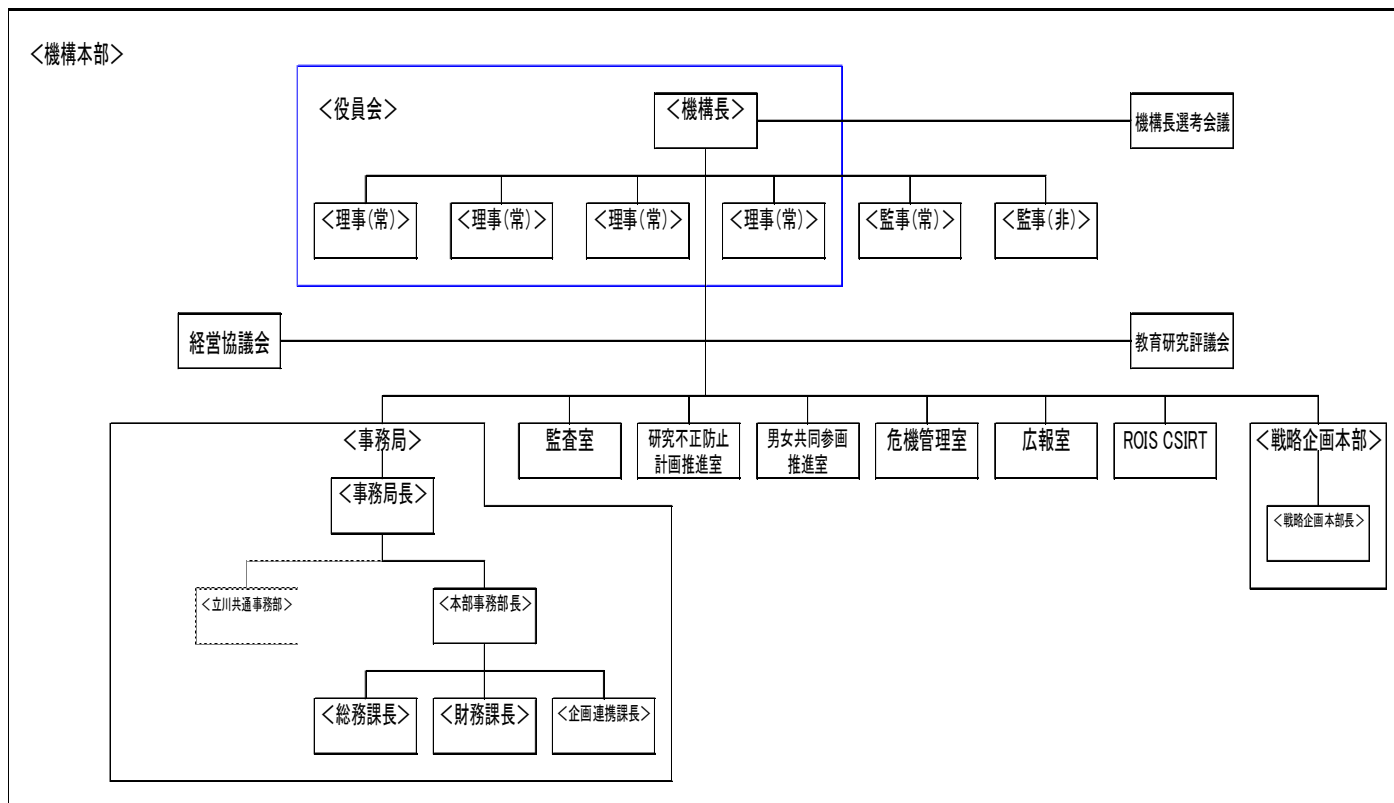 ＜機構本部＞
＜役員会＞
＜機構長＞
機構長選考会議
＜理事(常)＞
＜理事(常)＞
＜理事(常)＞
＜理事(常)＞
＜監事(常)＞
＜監事(非)＞
経営協議会
教育研究評議会
＜事務局＞
監査室
研究不正防止
計画推進室
男女共同参画
推進室
危機管理室
広報室
ROIS CSIRT
＜戦略企画本部＞
＜事務局長＞
＜戦略企画本部長＞
＜立川共通事務部＞
＜本部事務部長＞
＜総務課長＞
＜財務課長＞
＜企画連携課長＞